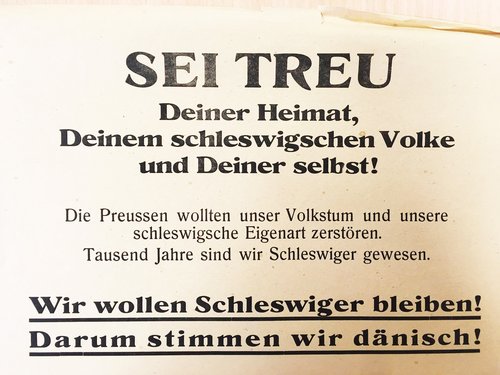 SEI TREU
Deiner Heimat,
Deinem schleswigschen Volke
und Deiner selbst!
Die Preussen wollten unser Volkstum und unsere
schleswigsche Eigenart zerstören.
Tausend Jahre sind wir Schleswiger gewesen.
Wir wollen Schleswiger bleiben!
Darum stimmen wir dänisch!